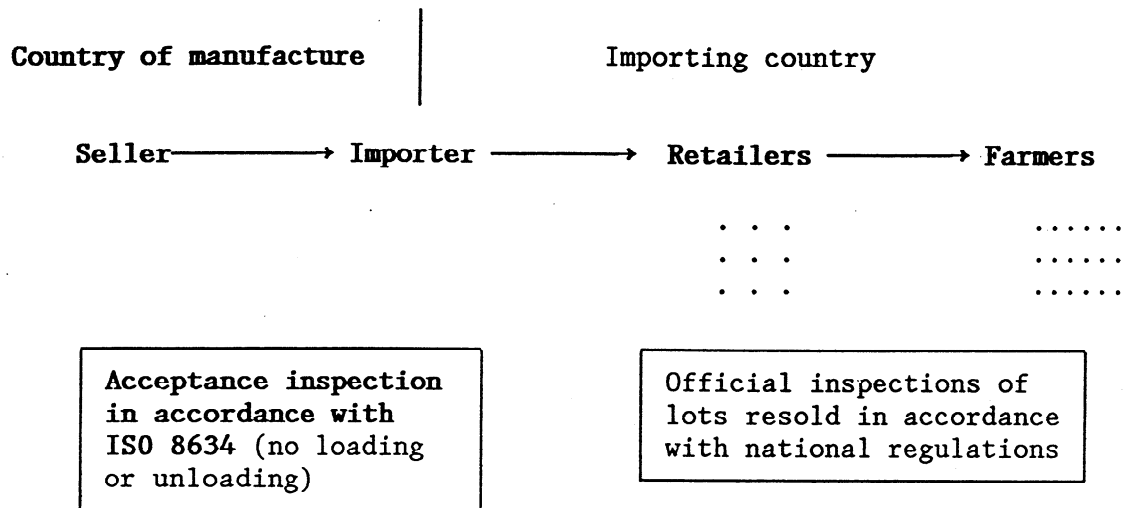 Country of manufacture Importing country
Seller → Importer → Retailers → Farmers
. . . ......
. . . ......
. . . ......
Acceptance inspection
in accordance with
ISO 8634 (no loading
or unloading)
Official inspections of
lots resold in accordance
with national regulations